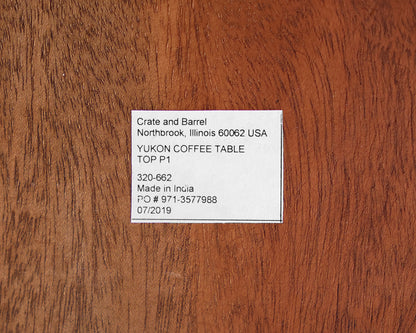 Crate and Barrel
Northbrook, Illinois 60062 USA
YUKON COFFEE TABLE
TOP P1
320-662
Made in India
PO # 971-3577988
07/2019